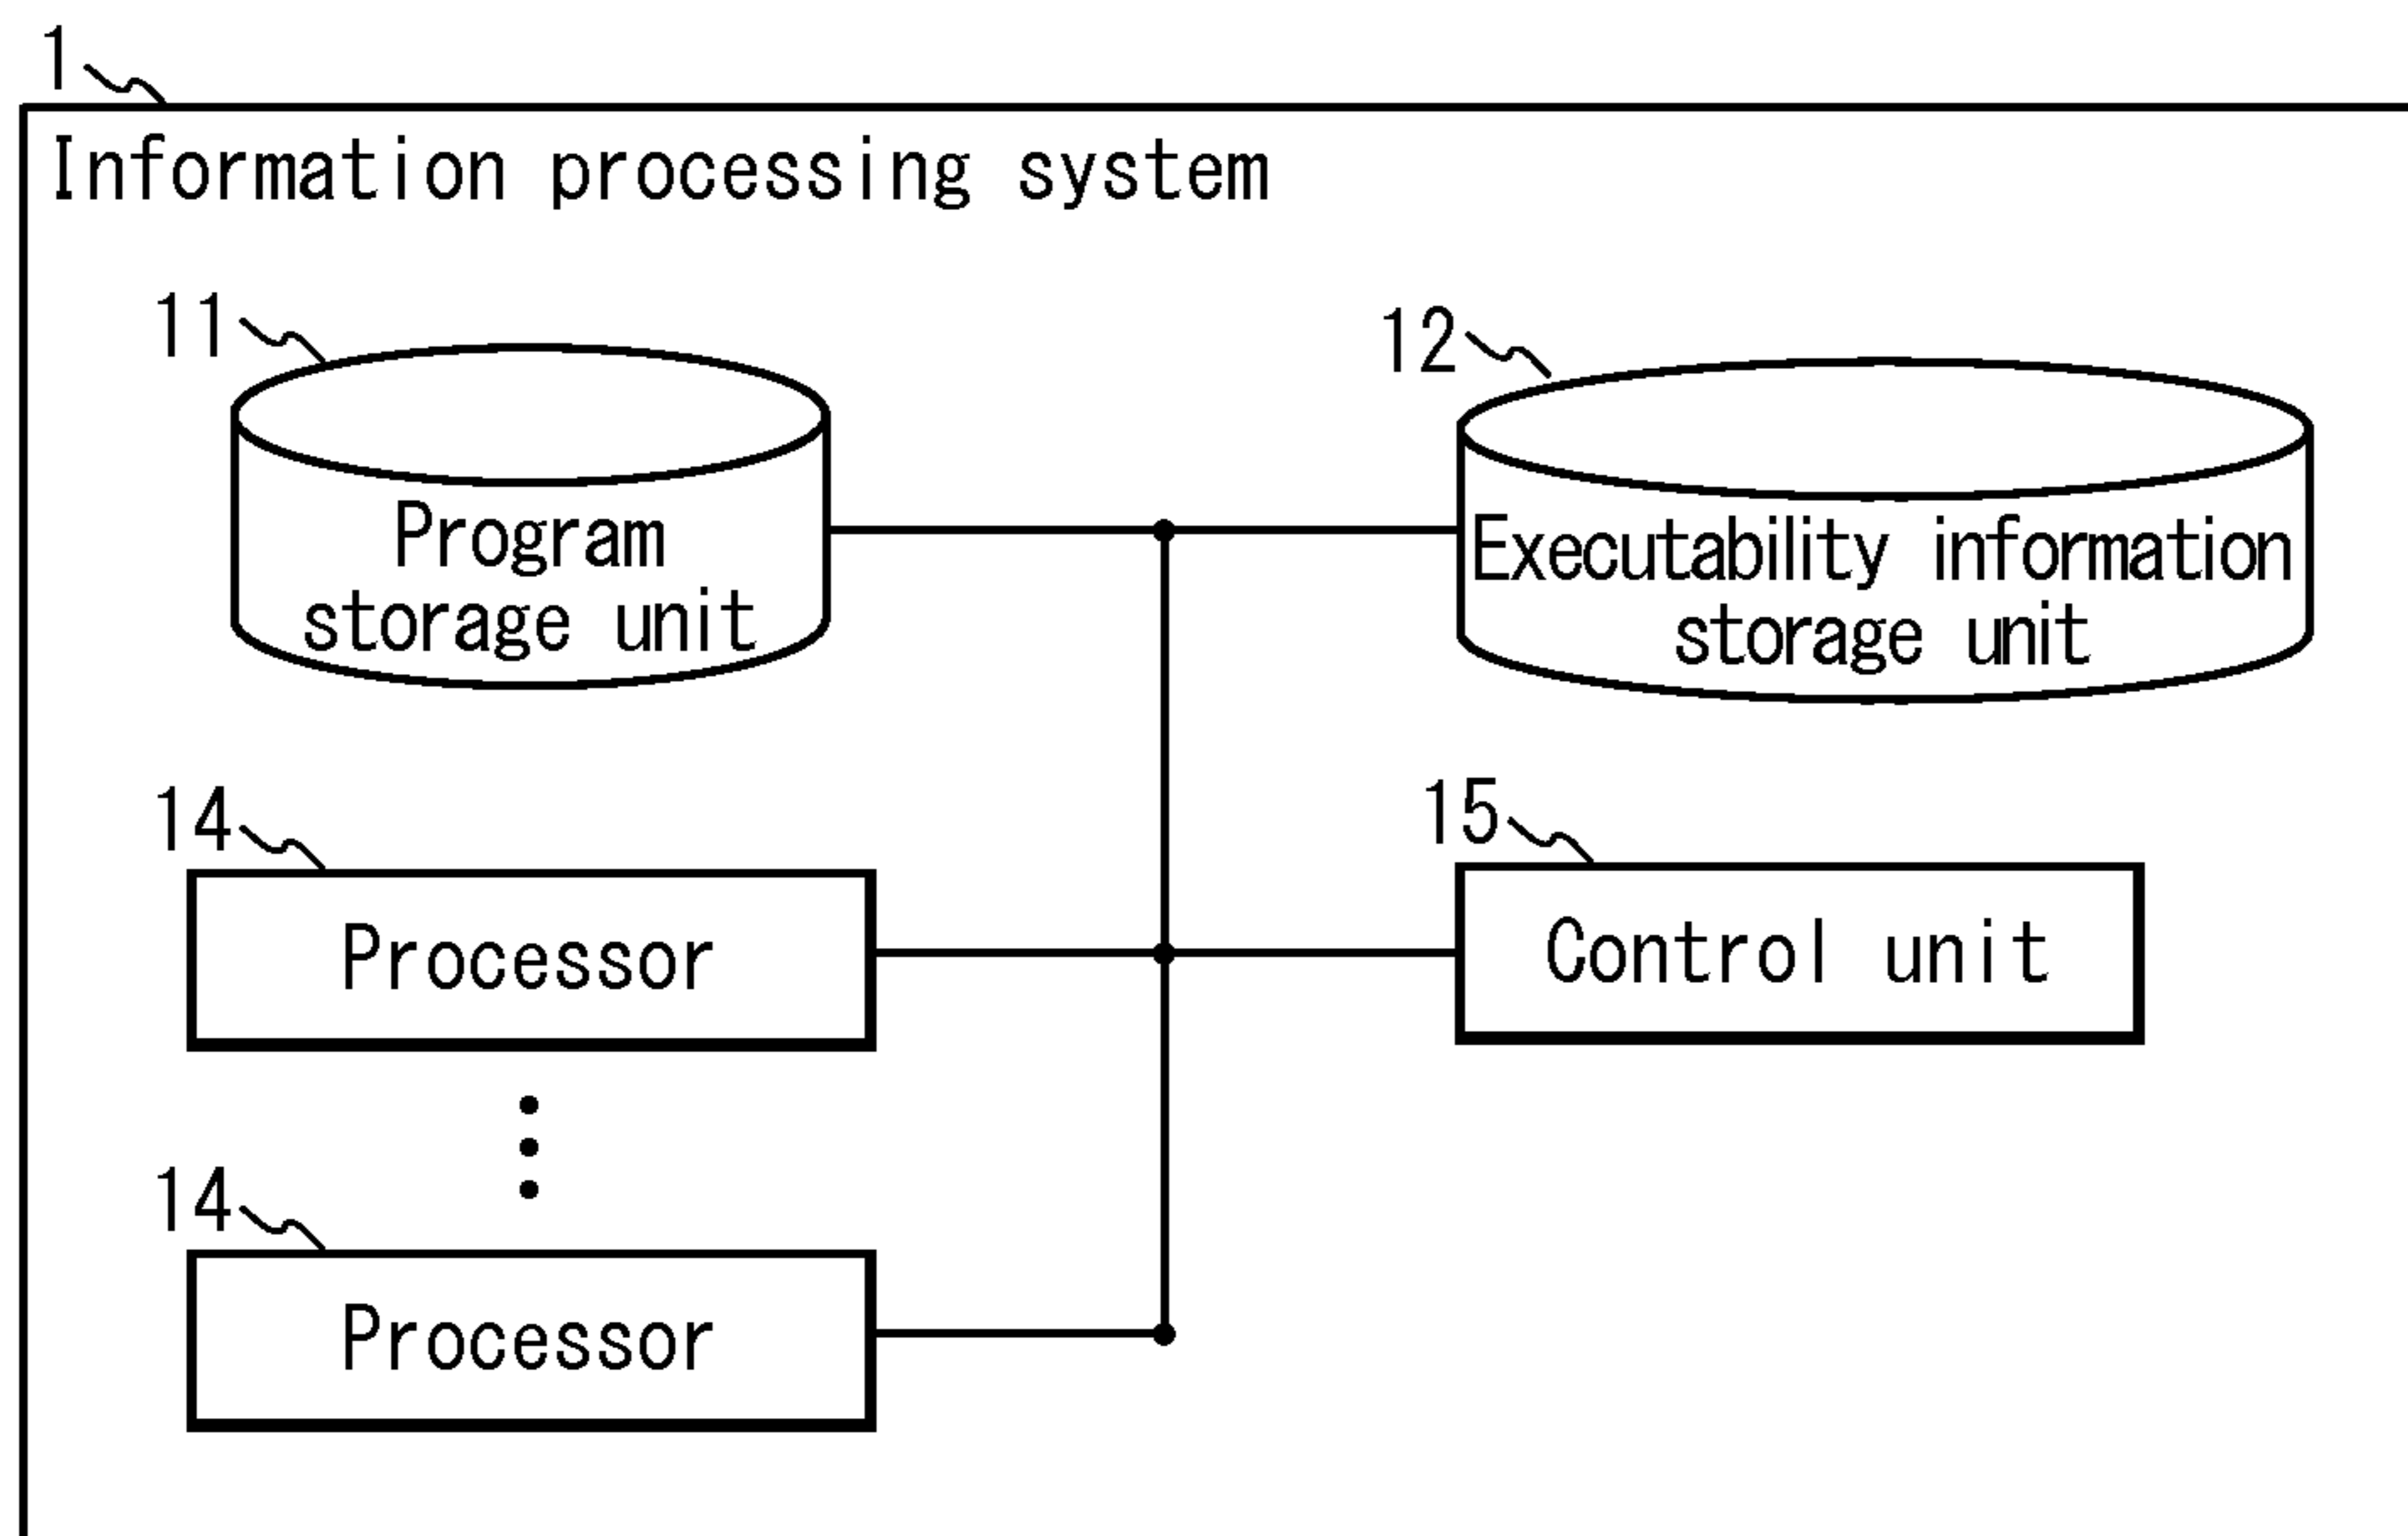 1
Information processing system
11
12
Program
storage unit
Executability information
storage unit
14
15
Processor
Control unit
14
Processor